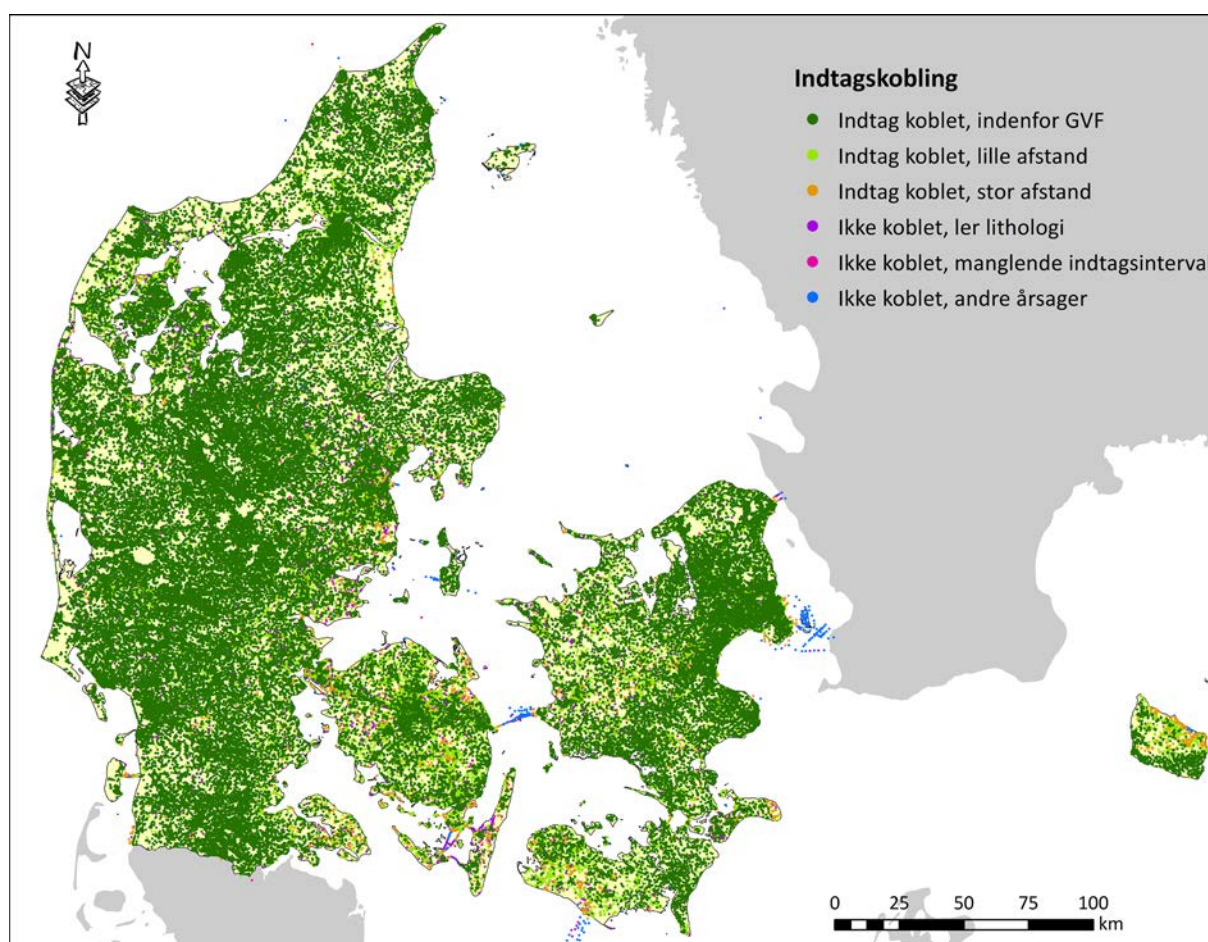 N
Indtagskobling
Indtag koblet, indenfor GVF
Indtag koblet, lille afstand
Indtag koblet, stor afstand
Ikke koblet, ler lithologi
Ikke koblet, manglende indtagsinterval
Ikke koblet, andre årsager
0 25 50 75 100
km